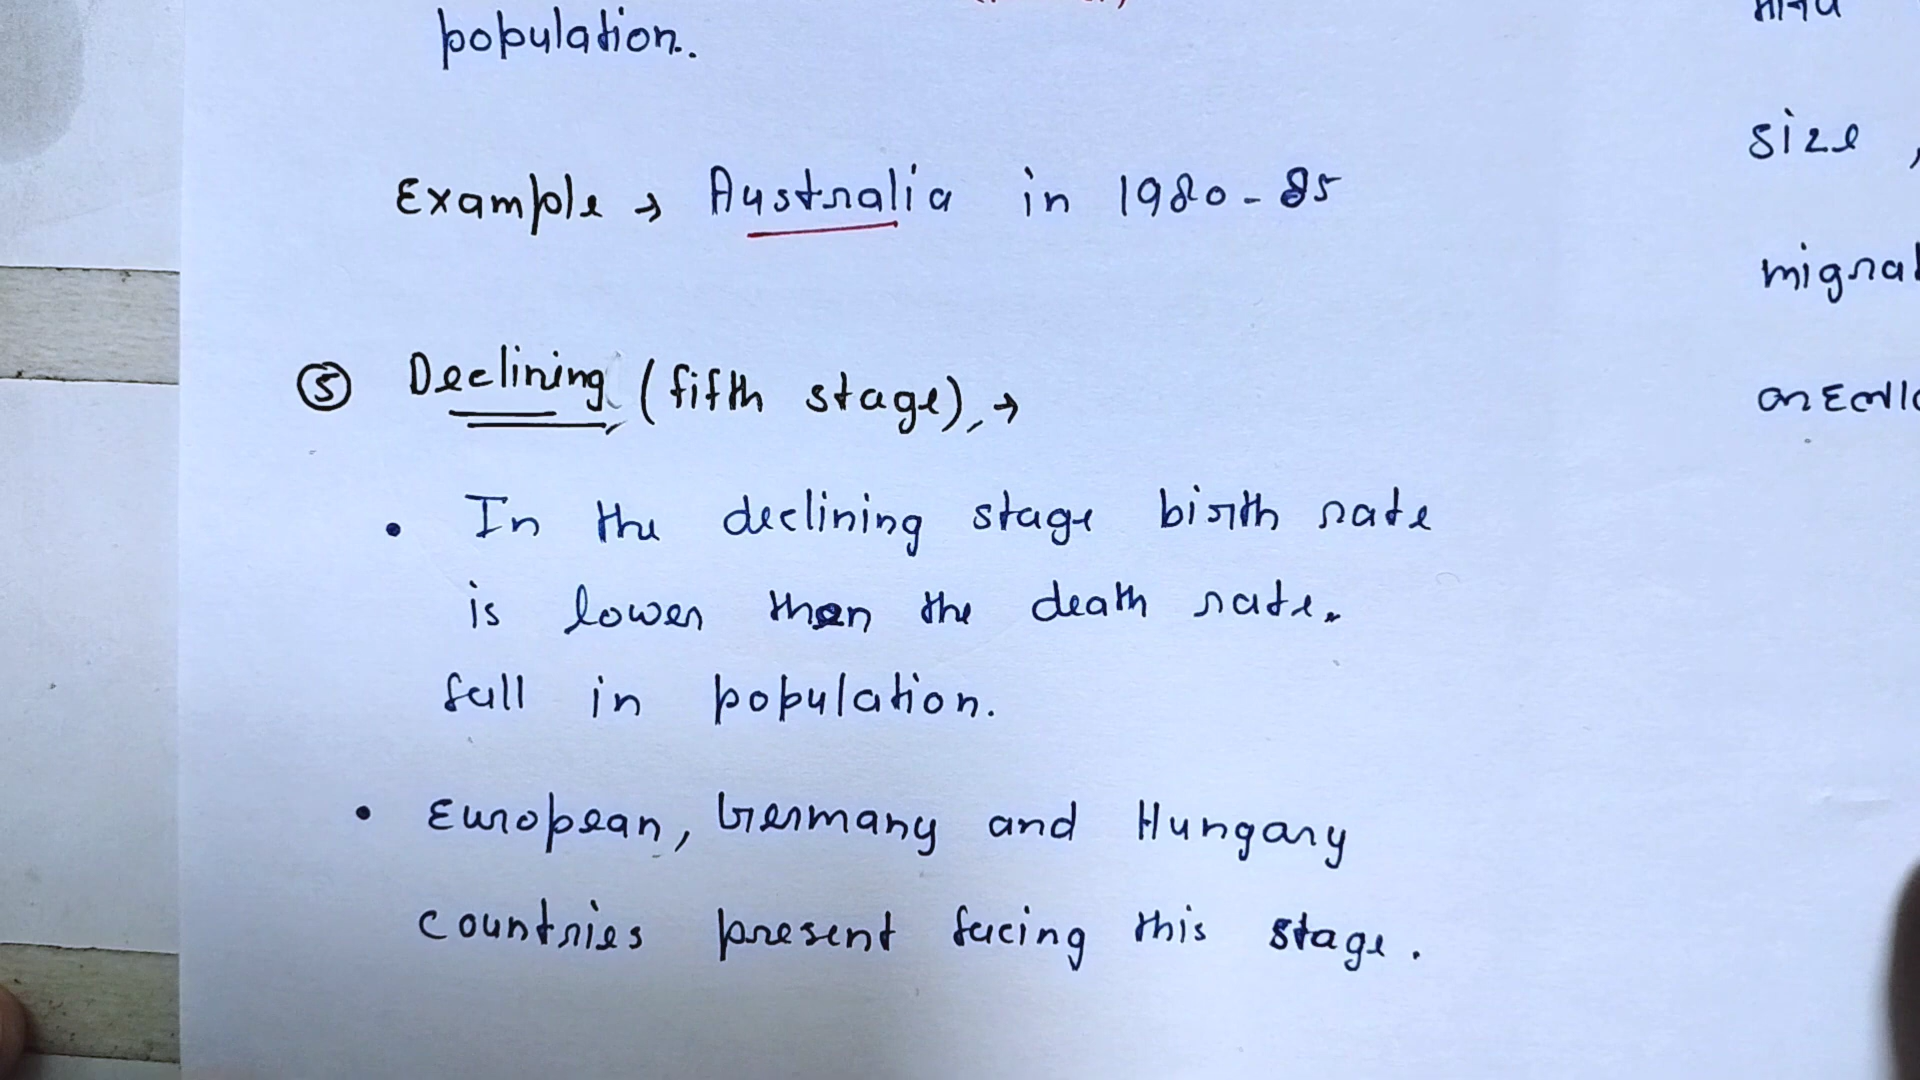 population.
Example → Australia in 1980-85
⑤ Declining (fifth stage), →
• In the declining stage birth rate
is lower than the death rate.
fall in population.
• European, Germany and Hungary
countries present facing this stage.
size,